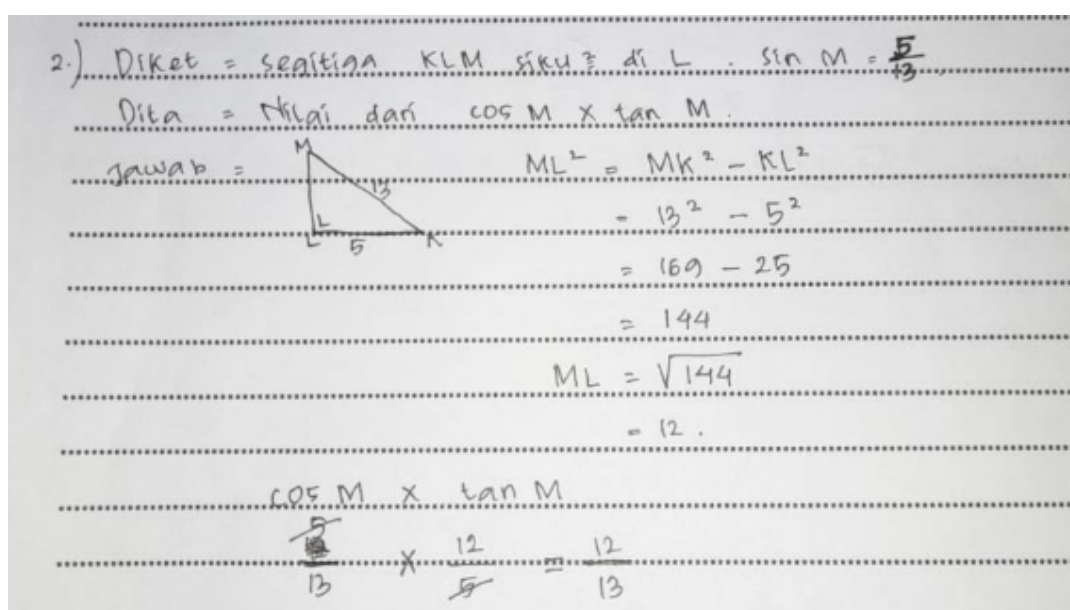 2.) Diket = segitiga KLM siku2 di L . sin M = 5/13
Dita = Nilai dari cos M x tan M.
Jawab =
M
13
L
5
K
ML² = MK² - KL²
= 13² - 5²
= 169 - 25
= 144
ML = √144
= 12 .
cos M x tan M
5/13 x 12/5 = 12/13